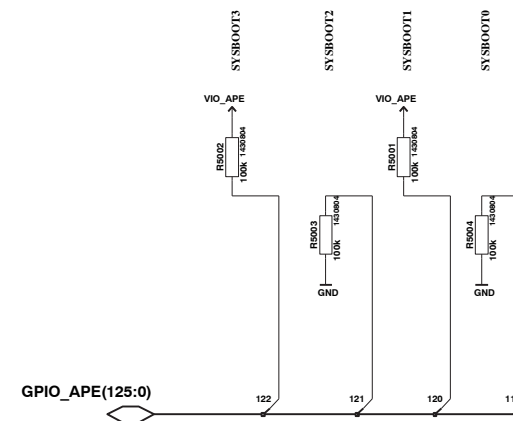 SYSBOOT3
SYSBOOT2
SYSBOOT1
SYSBOOT0
VIO_APE
VIO_APE
R5002
100k
1430804
R5001
100k
1430804
R5003
100k
1430804
R5004
100k
1430804
GND
GND
GPIO_APE(125:0)
122
121
120